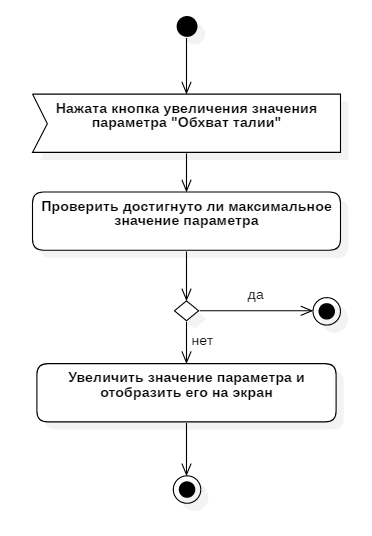 Нажата кнопка увеличения значения
параметра "Обхват талии"
Проверить достигнуто ли максимальное
значение параметра
да
нет
Увеличить значение параметра и
отобразить его на экран